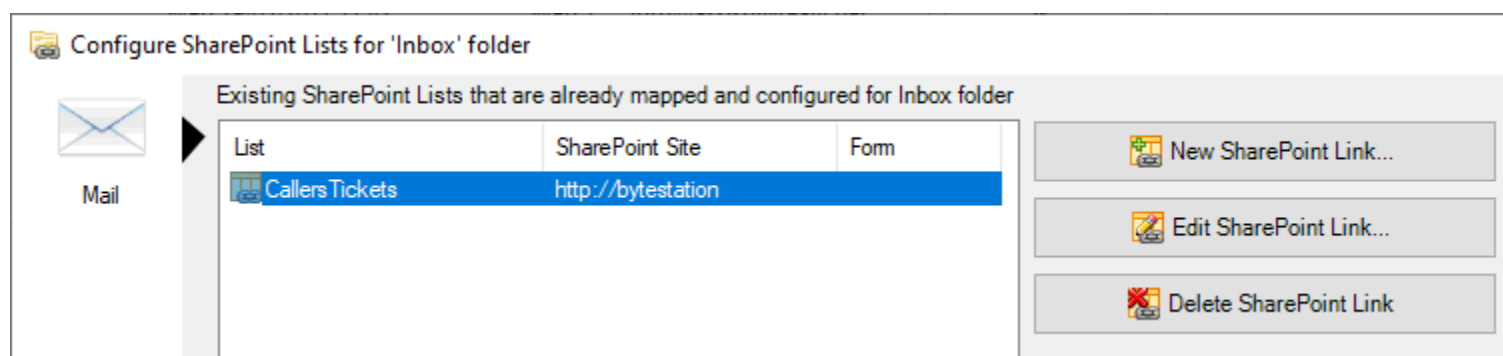 Configure SharePoint Lists for 'Inbox' folder
Existing SharePoint Lists that are already mapped and configured for Inbox folder
Mail
List SharePoint Site Form
CallersTickets http://bytestation
New SharePoint Link...
Edit SharePoint Link...
Delete SharePoint Link